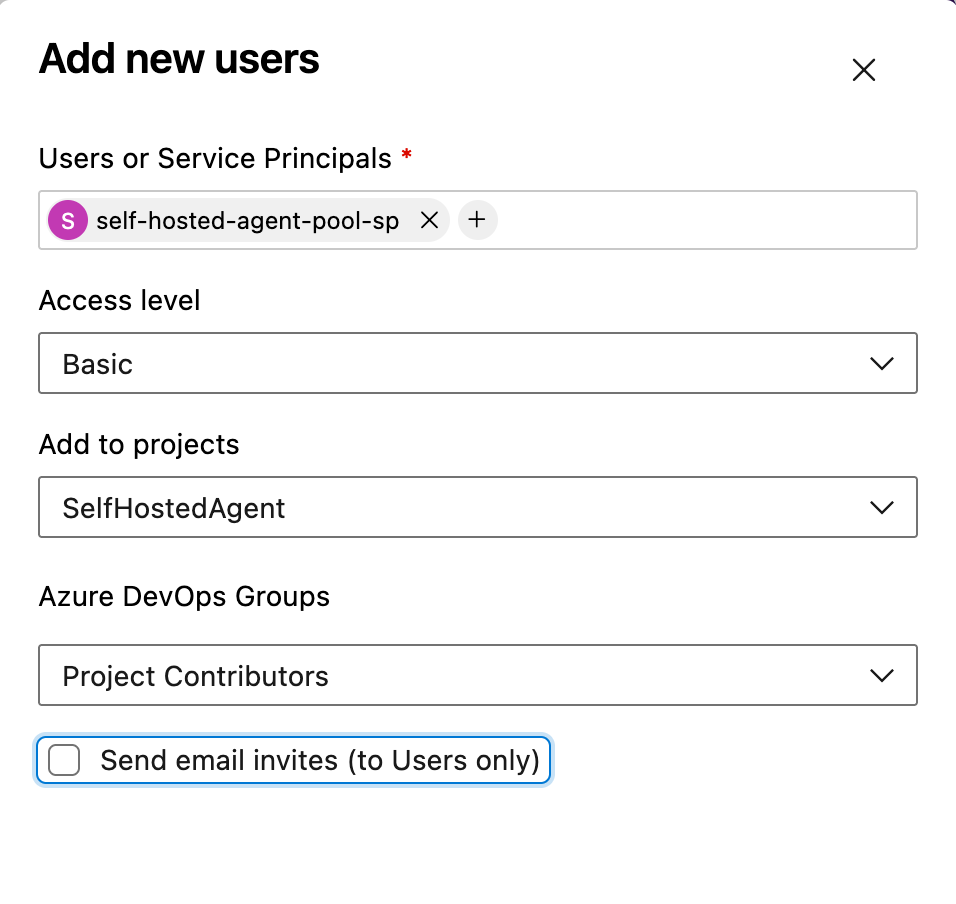 Add new users
Users or Service Principals *
S self-hosted-agent-pool-sp
Access level
Basic
Add to projects
SelfHostedAgent
Azure DevOps Groups
Project Contributors
Send email invites (to Users only)